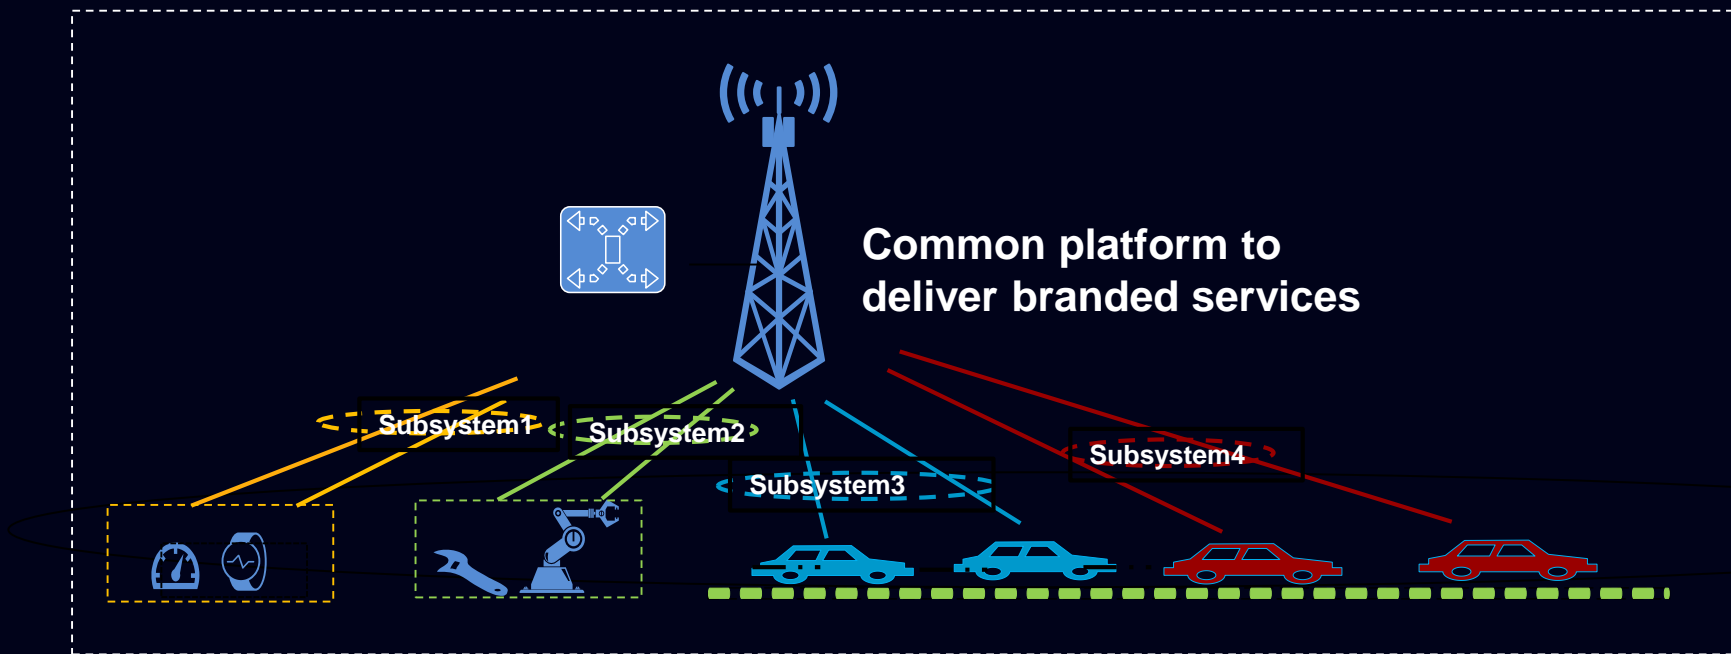 Common platform to
deliver branded services
Subsystem1
Subsystem2
Subsystem3
Subsystem4